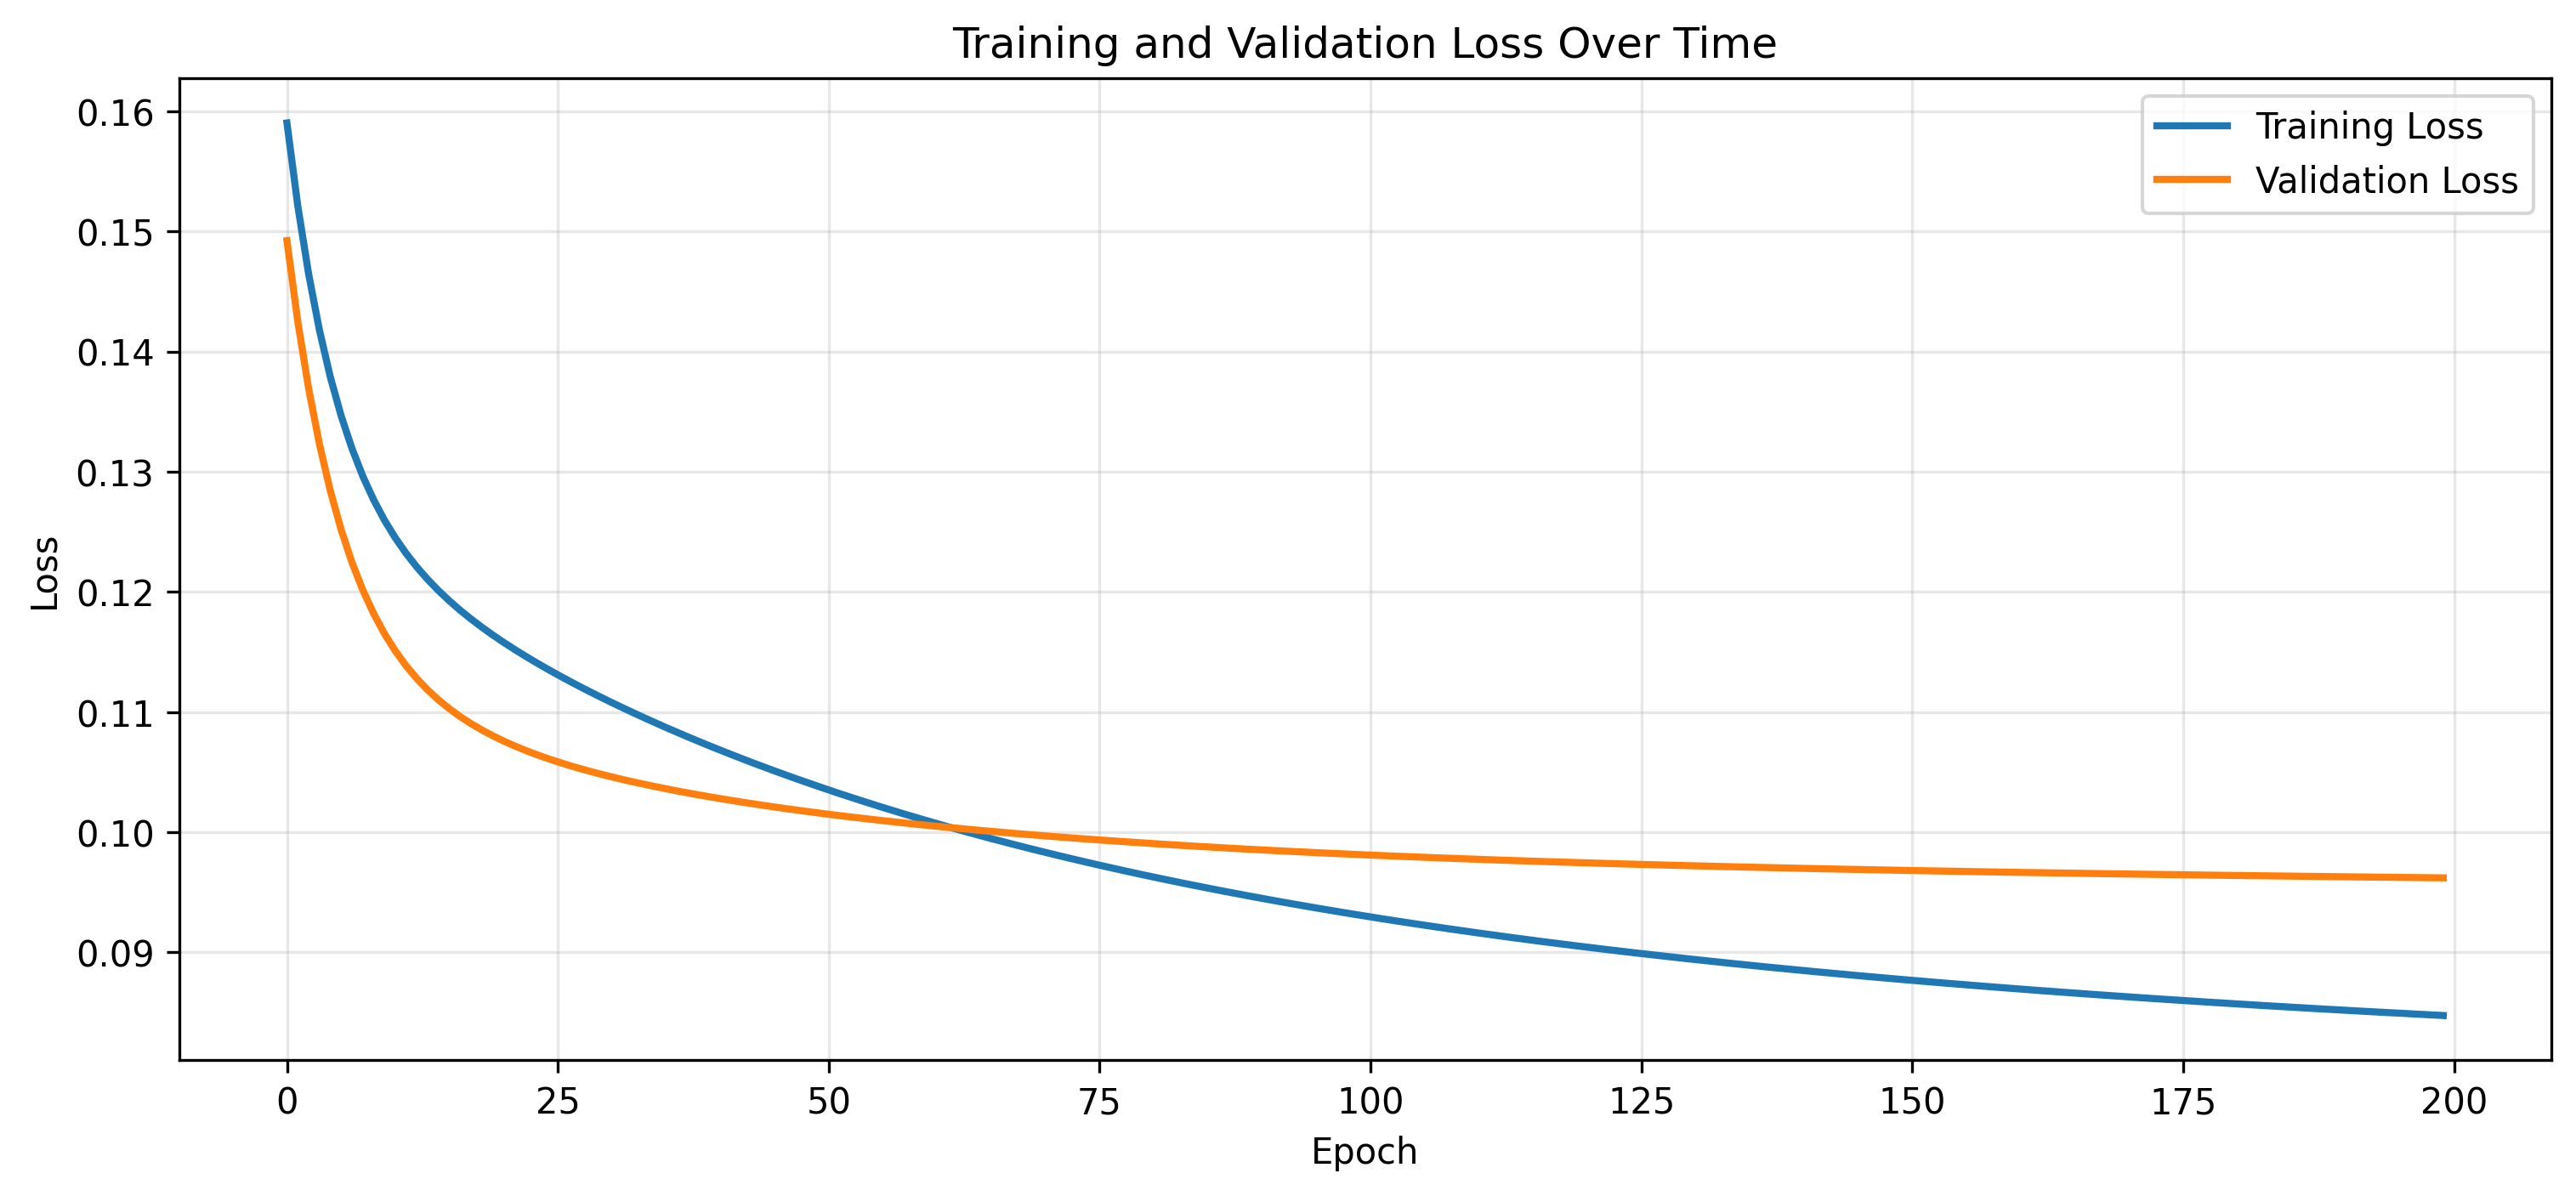 Training and Validation Loss Over Time
Training Loss
Validation Loss
0.16
0.15
0.14
0.13
0.12
0.11
0.10
0.09
Loss
0 25 50 75 100 125 150 175 200
Epoch